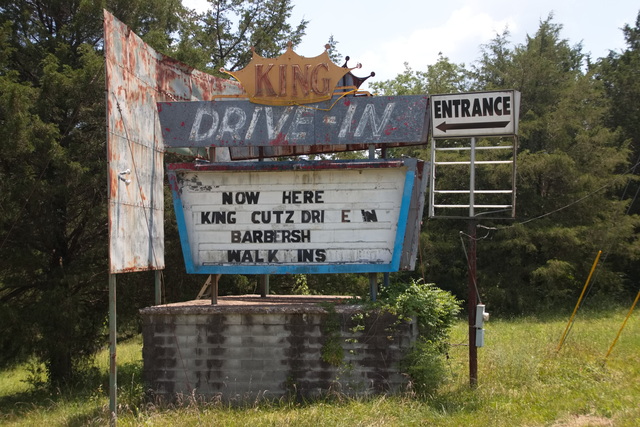 KING
DRIVE-IN
ENTRANCE
NOW HERE
KING CUTZ DRI E IN
BARBERSH
WALK INS